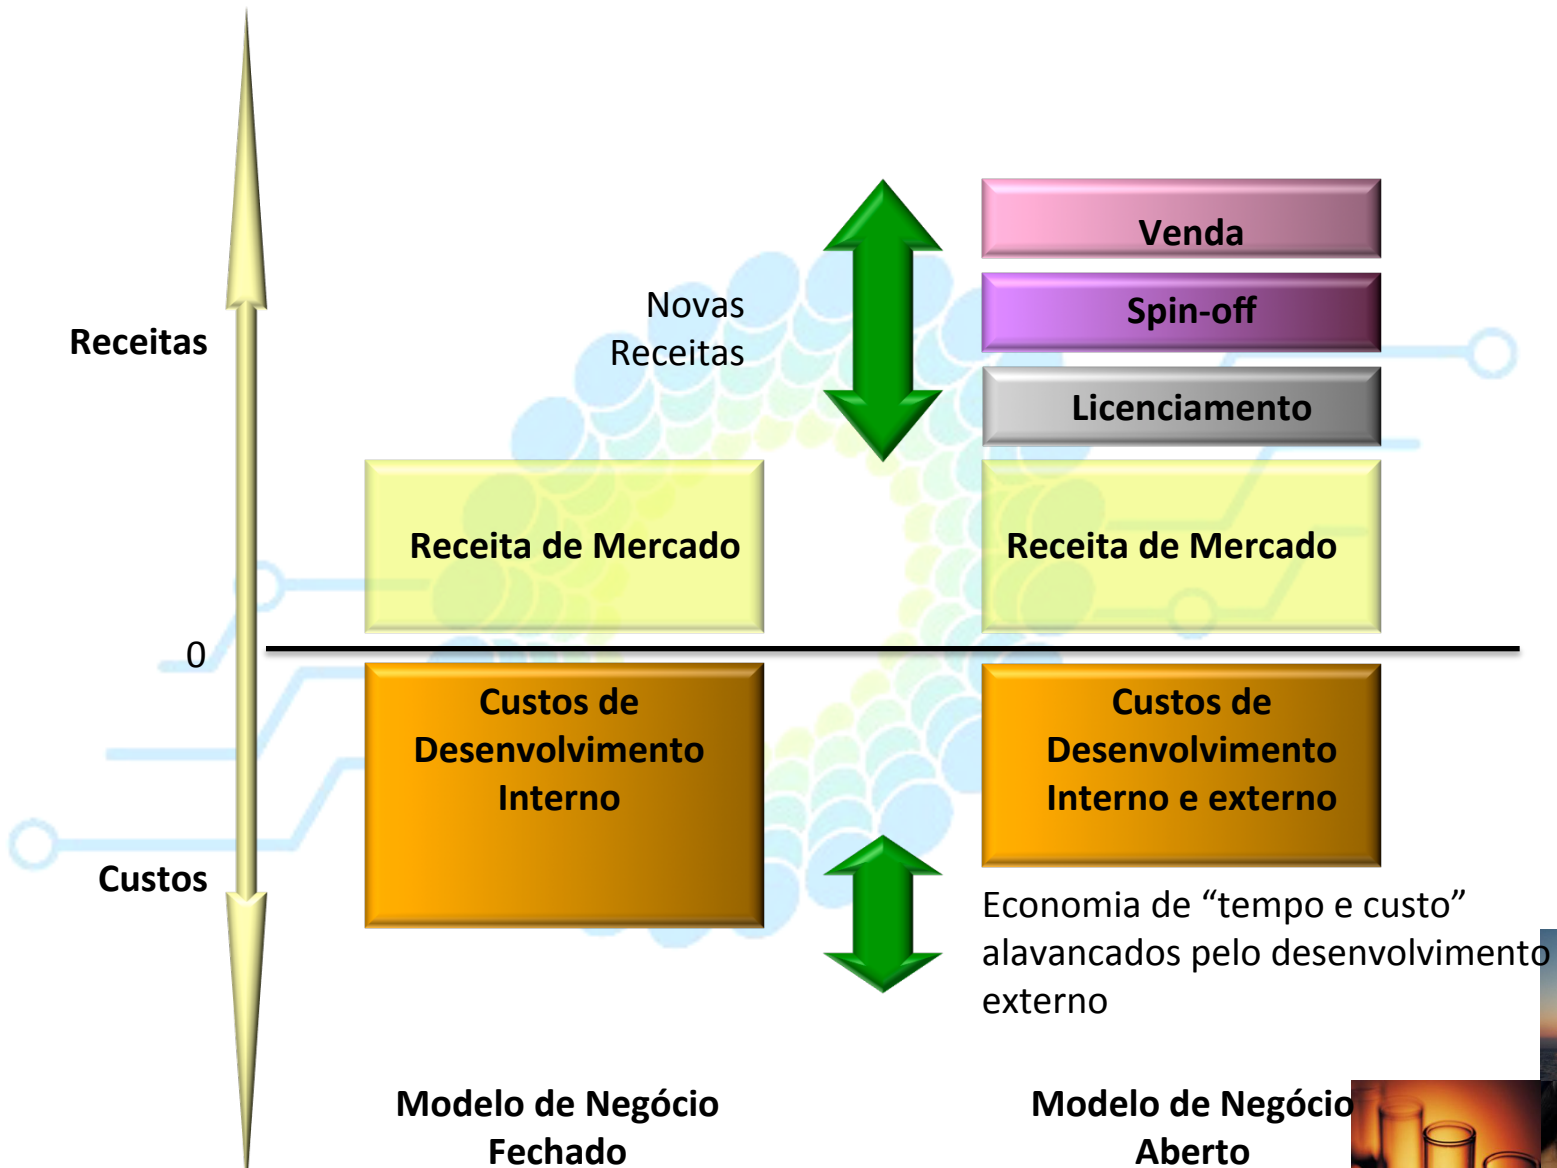 Venda
Spin-off
Novas
Receitas
Receitas
Licenciamento
Receita de Mercado
Receita de Mercado
0
Custos de
Desenvolvimento
Interno
Custos de
Desenvolvimento
Interno e externo
Custos
Economia de “tempo e custo”
alavancados pelo desenvolvimento
externo
Modelo de Negócio
Fechado
Modelo de Negócio
Aberto